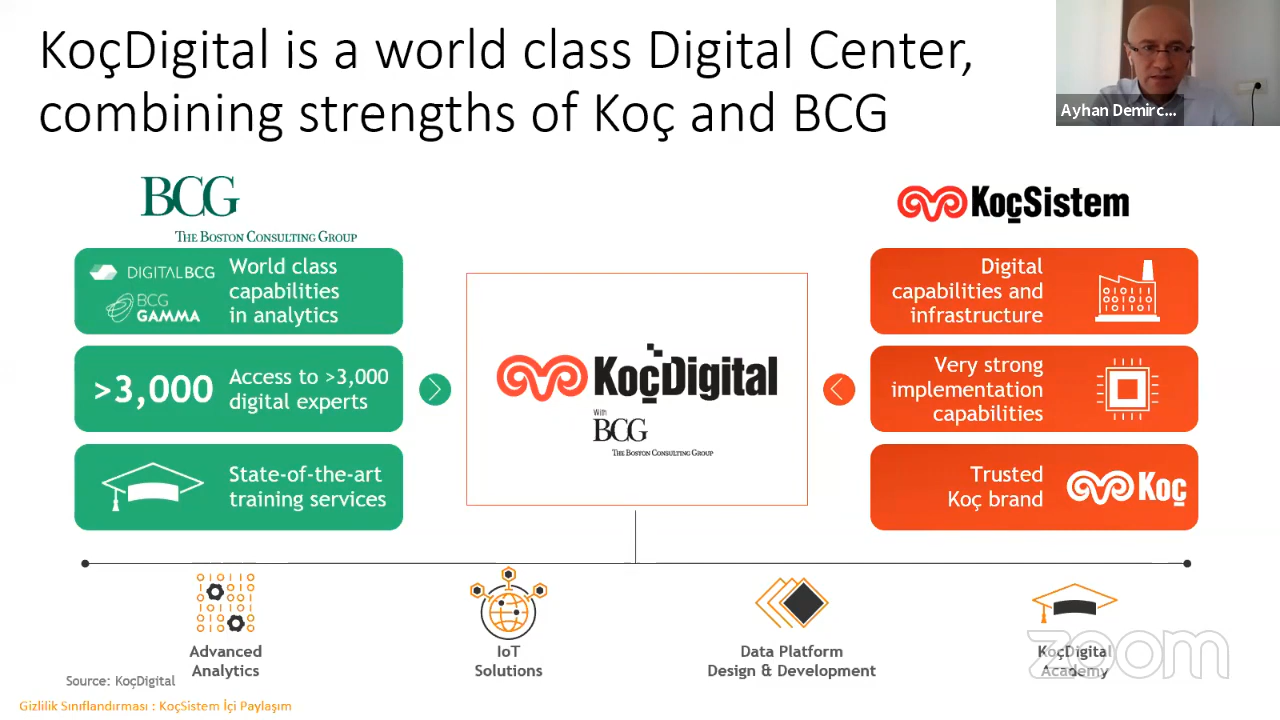 KoçDigital is a world class Digital Center,
combining strengths of Koç and BCG
Ayhan Demirc...
BCG
THE BOSTON CONSULTING GROUP
DIGITALBCG
BCG
GAMMA
World class
capabilities
in analytics
>3,000
Access to >3,000
digital experts
State-of-the-art
training services
KoçDigital
With
BCG
THE BOSTON CONSULTING GROUP
KoçSistem
Digital
capabilities and
infrastructure
Very strong
implementation
capabilities
Trusted
Koç brand
Koç
Advanced
Analytics
IoT
Solutions
Data Platform
Design & Development
KoçDigital
Academy
zoom
Source: KoçDigital
Gizlilik Sınıflandırması : KoçSistem İçi Paylaşım